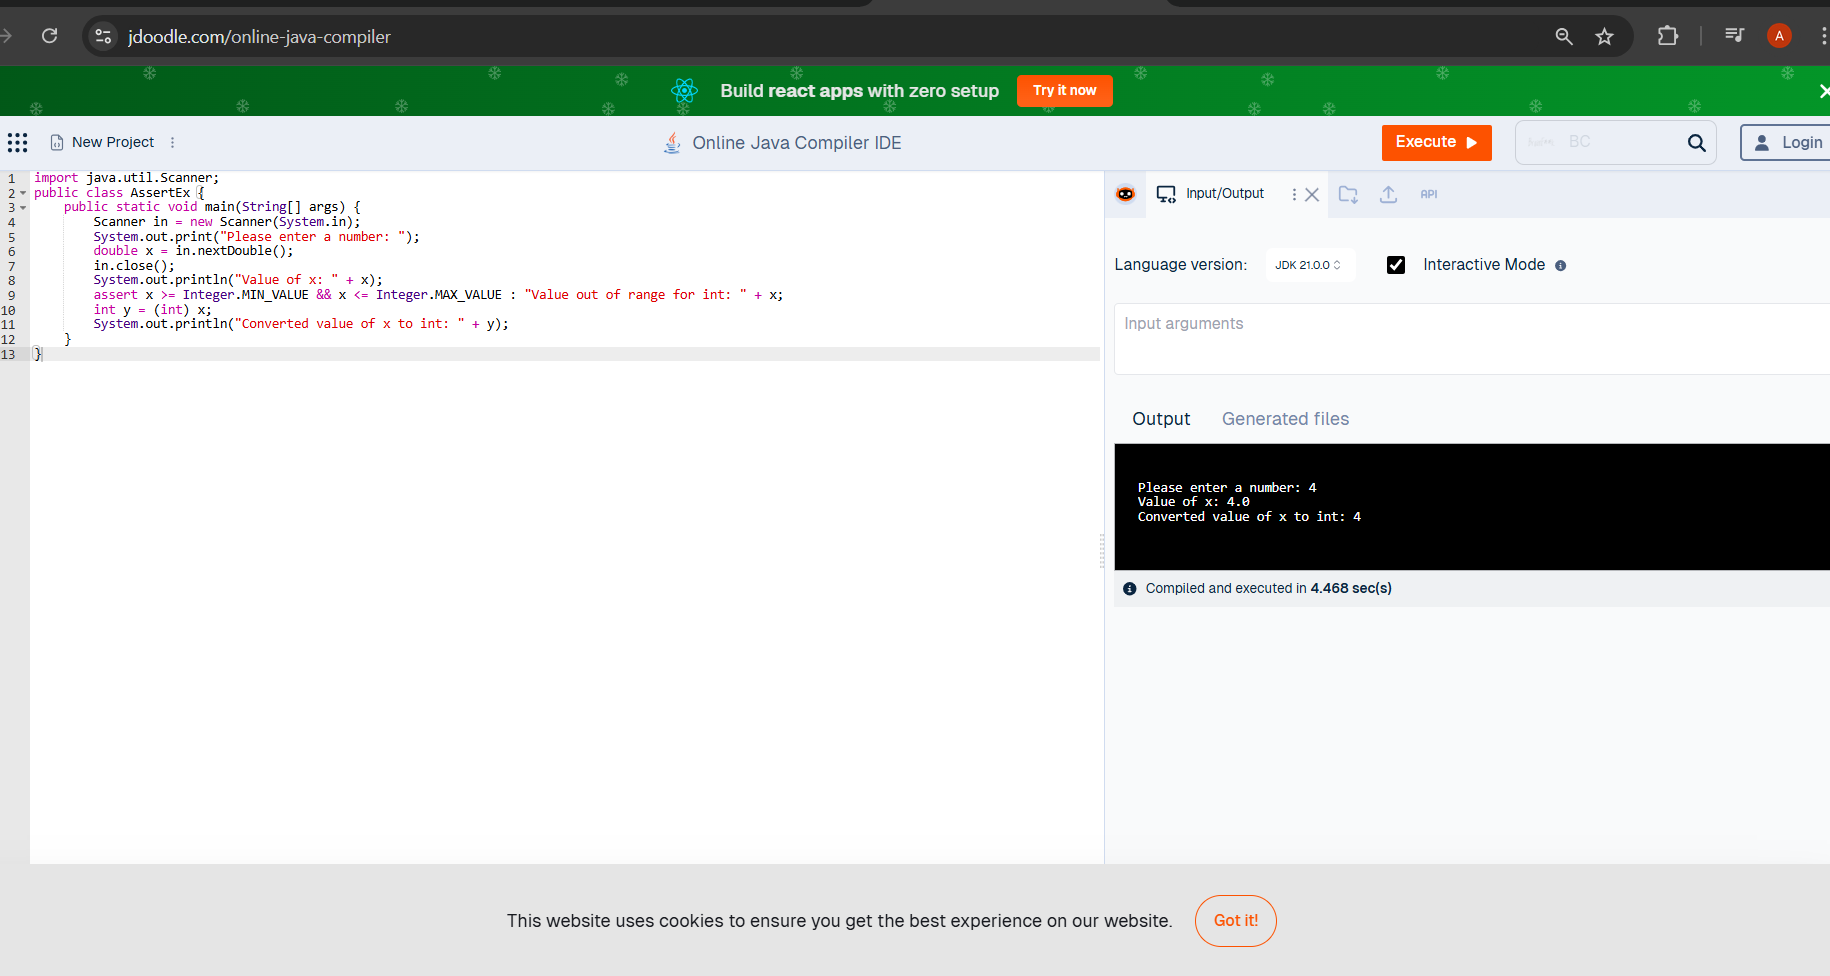 jdoodle.com/online-java-compiler
A
Build react apps with zero setup
Try it now
New Project
Online Java Compiler IDE
Execute
BC
Login
1 import java.util.Scanner;
2 public class AssertEx {
3 public static void main(String[] args) {
4 Scanner in = new Scanner(System.in);
5 System.out.print("Please enter a number: ");
6 double x = in.nextDouble();
7 in.close();
8 System.out.println("Value of x: " + x);
9 assert x >= Integer.MIN_VALUE && x <= Integer.MAX_VALUE : "Value out of range for int: " + x;
10 int y = (int) x;
11 System.out.println("Converted value of x to int: " + y);
12 }
13 }
Input/Output
API
Language version:
JDK 21.0.0
Interactive Mode
Input arguments
Output
Generated files
Please enter a number: 4
Value of x: 4.0
Converted value of x to int: 4
Compiled and executed in 4.468 sec(s)
This website uses cookies to ensure you get the best experience on our website.
Got it!